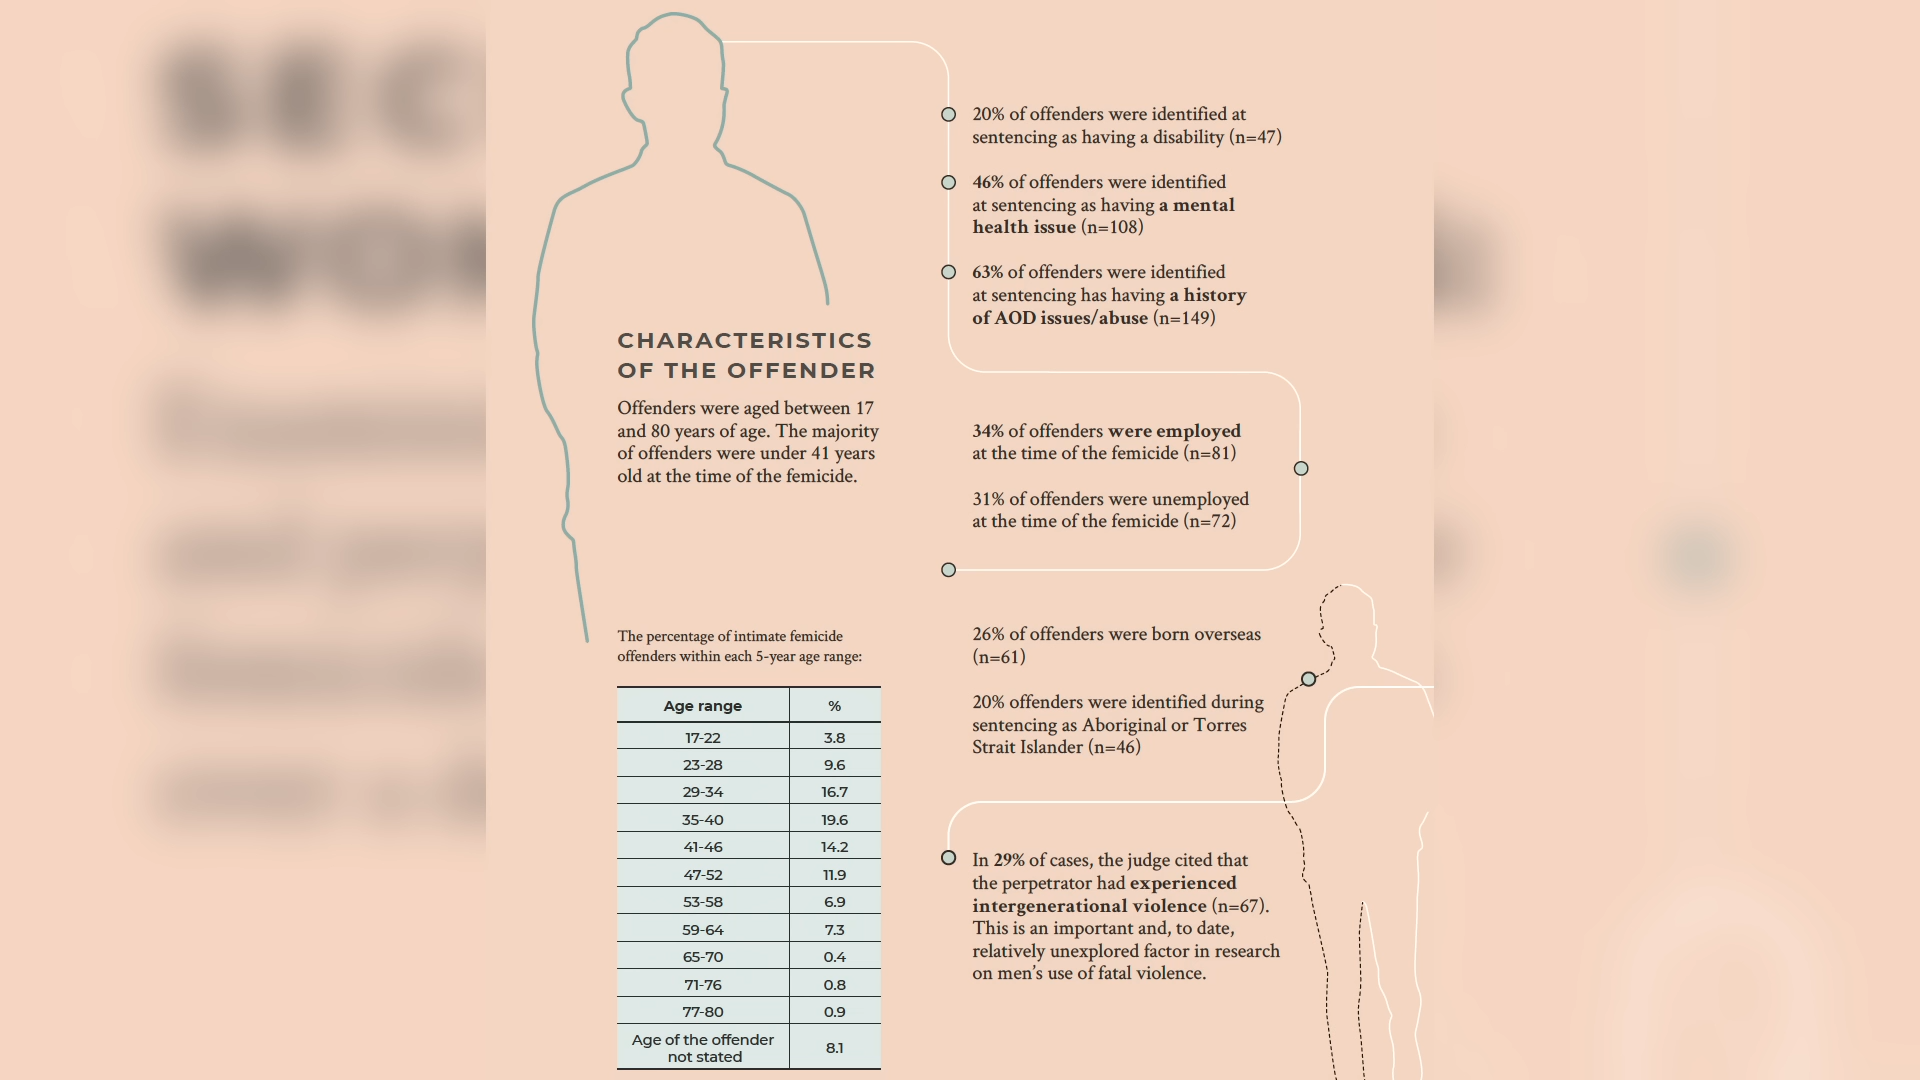 CHARACTERISTICS
OF THE OFFENDER
Offenders were aged between 17
and 80 years of age. The majority
of offenders were under 41 years
old at the time of the femicide.
The percentage of intimate femicide
offenders within each 5-year age range:
Age range %
17-22 3.8
23-28 9.6
29-34 16.7
35-40 19.6
41-46 14.2
47-52 11.9
53-58 6.9
59-64 7.3
65-70 0.4
71-76 0.8
77-80 0.9
Age of the offender
not stated 8.1
20% of offenders were identified at
sentencing as having a disability (n=47)
46% of offenders were identified
at sentencing as having a mental
health issue (n=108)
63% of offenders were identified
at sentencing has having a history
of AOD issues/abuse (n=149)
34% of offenders were employed
at the time of the femicide (n=81)
31% of offenders were unemployed
at the time of the femicide (n=72)
26% of offenders were born overseas
(n=61)
20% offenders were identified during
sentencing as Aboriginal or Torres
Strait Islander (n=46)
In 29% of cases, the judge cited that
the perpetrator had experienced
intergenerational violence (n=67).
This is an important and, to date,
relatively unexplored factor in research
on men’s use of fatal violence.